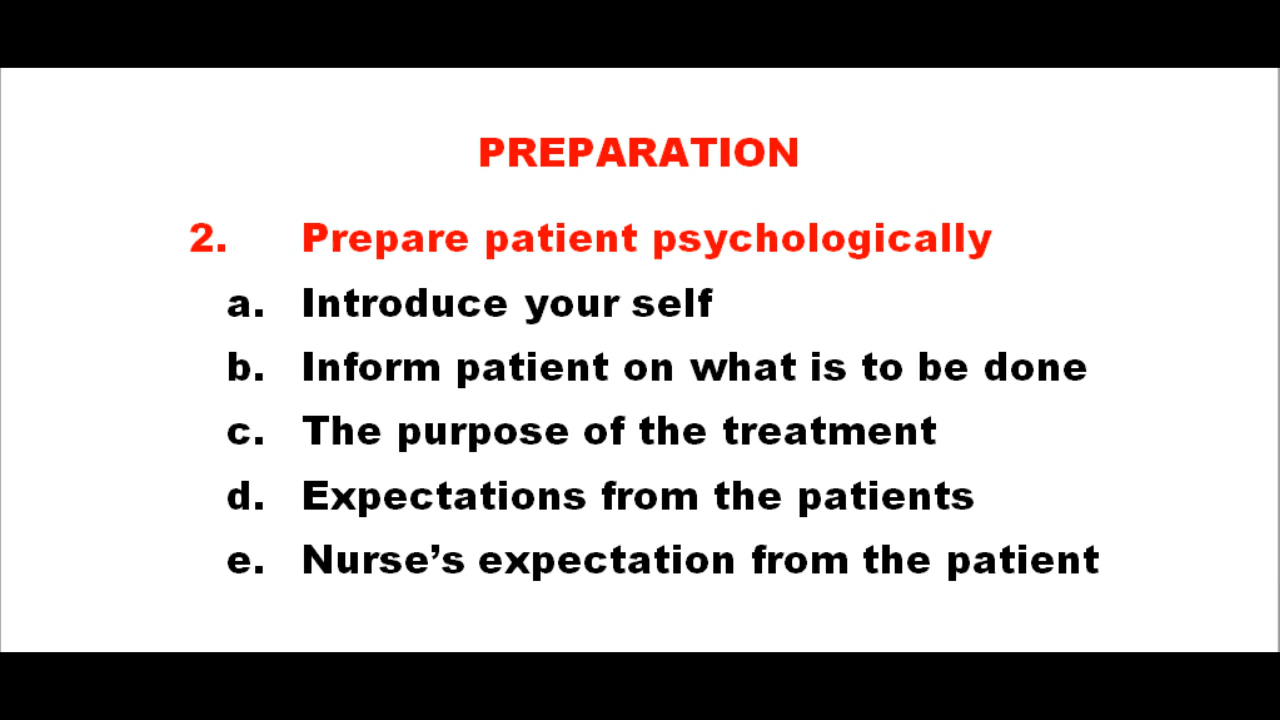 PREPARATION
2. Prepare patient psychologically
a. Introduce your self
b. Inform patient on what is to be done
c. The purpose of the treatment
d. Expectations from the patients
e. Nurse’s expectation from the patient